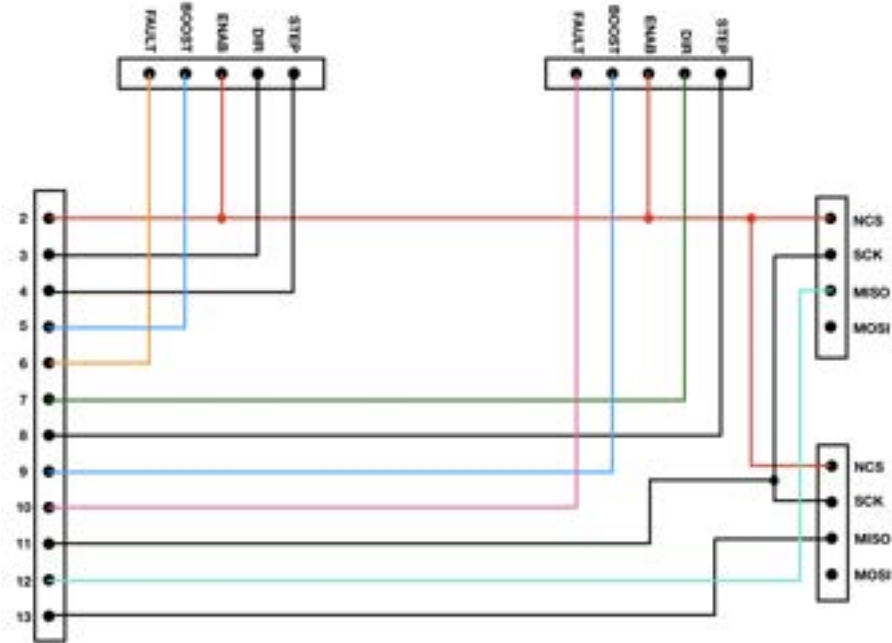 FAULT
BOOST
ENAB
DIR
STEP
FAULT
BOOST
ENAB
DIR
STEP
2
3
4
5
6
7
8
9
10
11
12
13
NCS
SCK
MISO
MOSI
NCS
SCK
MISO
MOSI